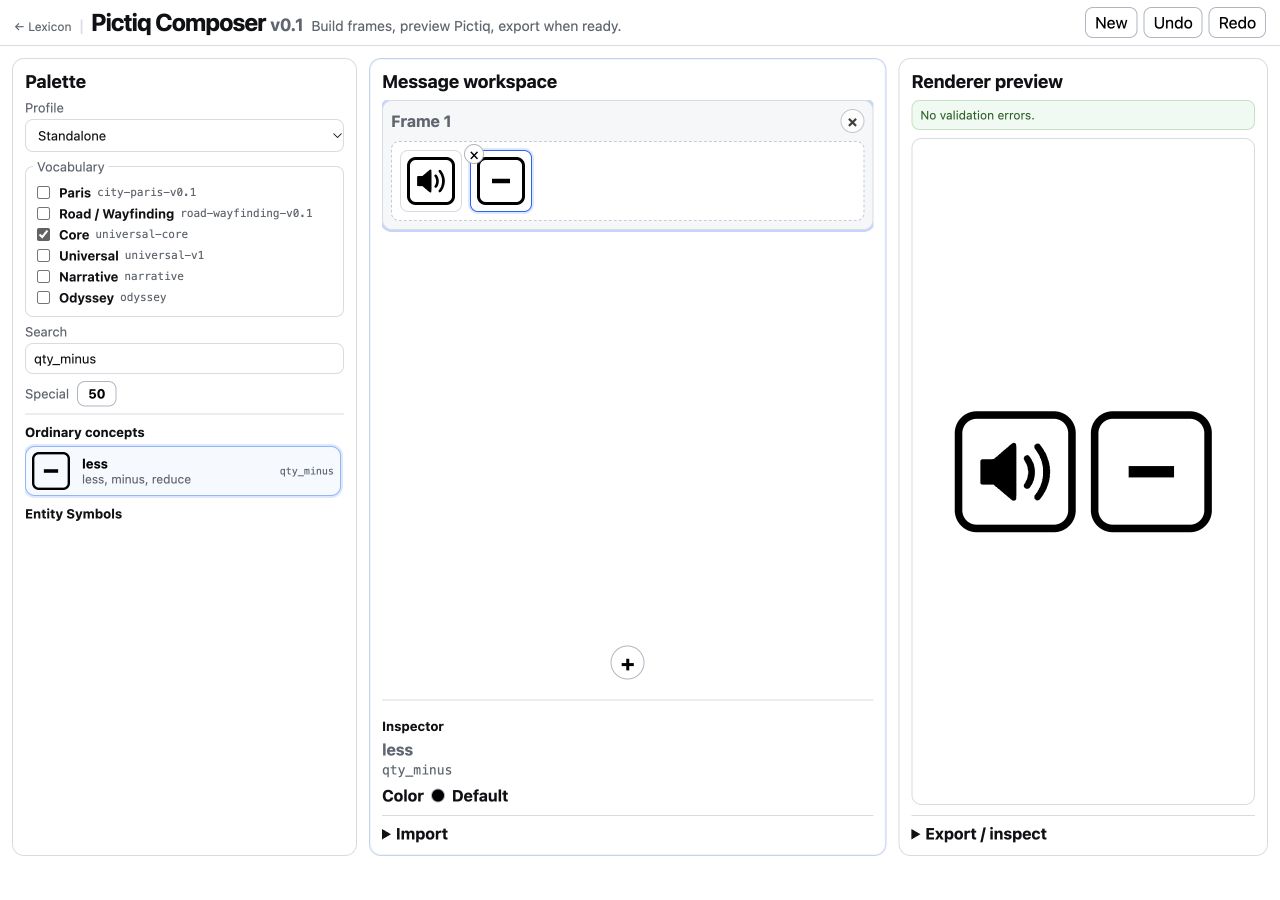 ← Lexicon
Pictiq Composer v0.1 Build frames, preview Pictiq, export when ready.
New Undo Redo
Palette
Profile
Standalone
Vocabulary
Paris city-paris-v0.1
Road / Wayfinding road-wayfinding-v0.1
Core universal-core
Universal universal-v1
Narrative narrative
Odyssey odyssey
Search
qty_minus
Special 50
Ordinary concepts
less
less, minus, reduce
qty_minus
Entity Symbols
Message workspace
Frame 1
Inspector
less
qty_minus
Color Default
Import
Renderer preview
No validation errors.
Export / inspect